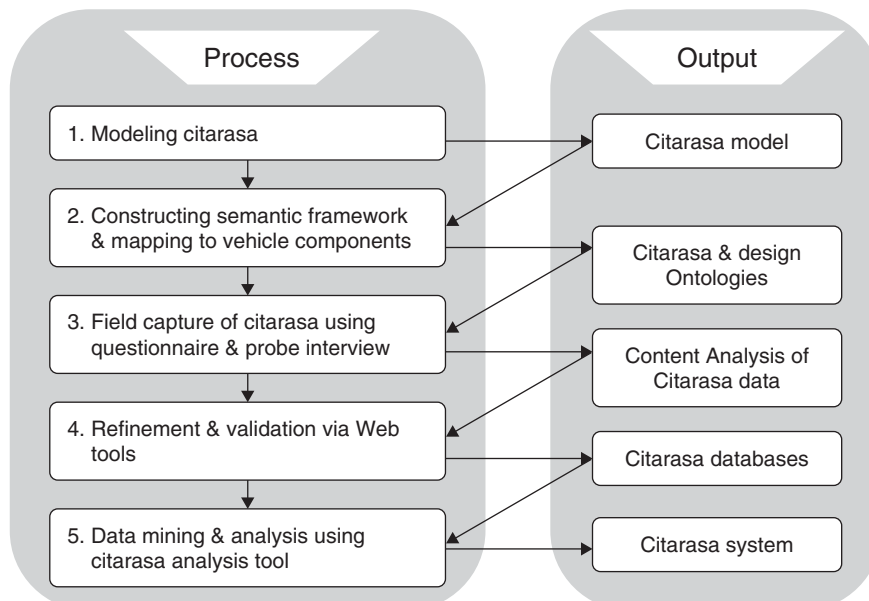 Process
1. Modeling citarasa
2. Constructing semantic framework
& mapping to vehicle components
3. Field capture of citarasa using
questionnaire & probe interview
4. Refinement & validation via Web
tools
5. Data mining & analysis using
citarasa analysis tool
Output
Citarasa model
Citarasa & design
Ontologies
Content Analysis of
Citarasa data
Citarasa databases
Citarasa system